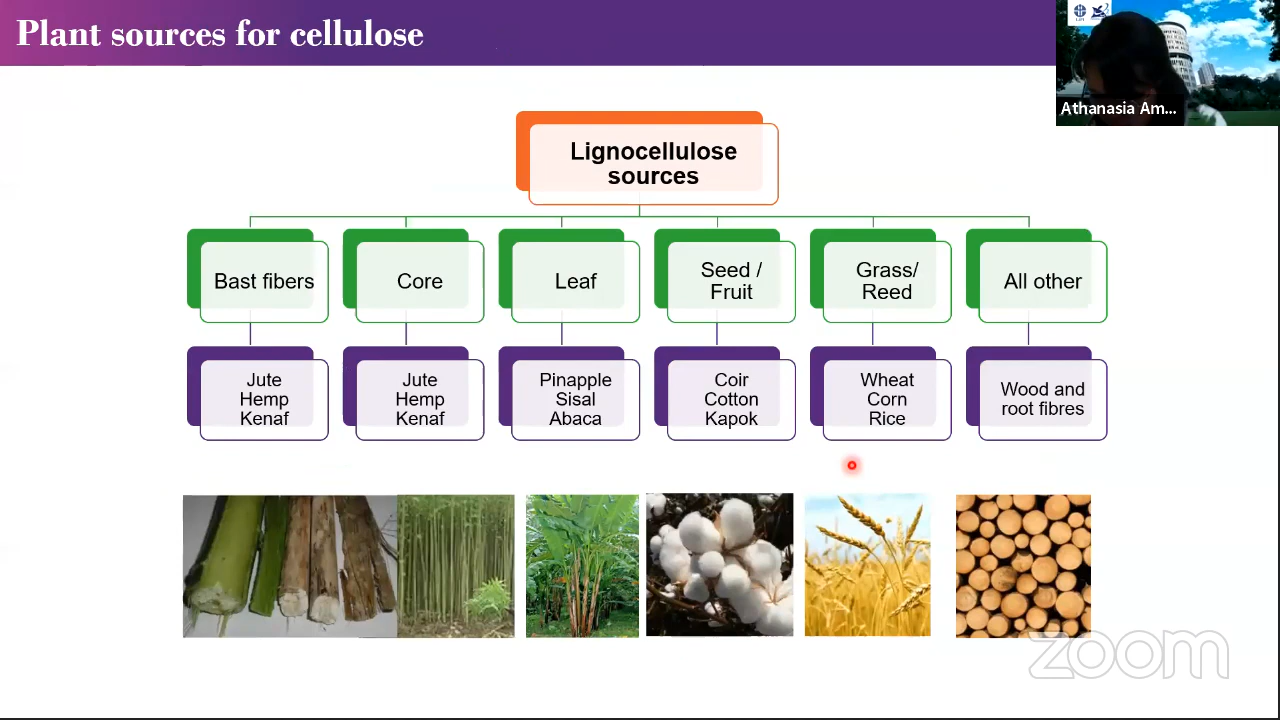 Plant sources for cellulose
Athanasia Am...
Lignocellulose
sources
Bast fibers
Core
Leaf
Seed /
Fruit
Grass/
Reed
All other
Jute
Hemp
Kenaf
Jute
Hemp
Kenaf
Pinapple
Sisal
Abaca
Coir
Cotton
Kapok
Wheat
Corn
Rice
Wood and
root fibres
zoom